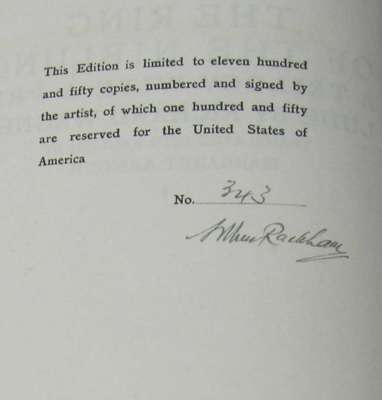 This Edition is limited to eleven hundred
and fifty copies, numbered and signed by
the artist, of which one hundred and fifty
are reserved for the United States of
America
No. 343
Arthur Rackham